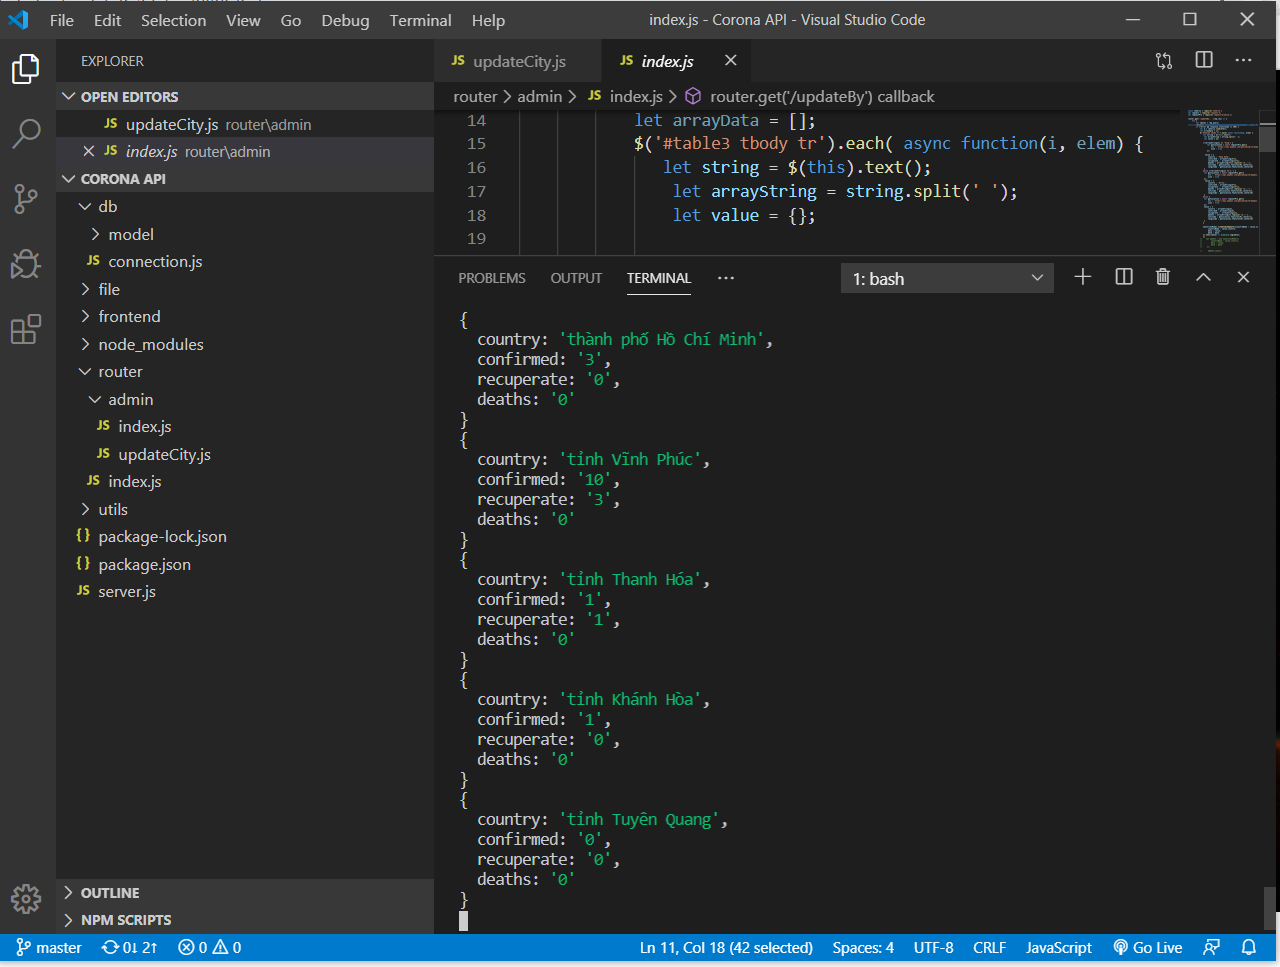 File Edit Selection View Go Debug Terminal Help
index.js - Corona API - Visual Studio Code
EXPLORER
OPEN EDITORS
JS updateCity.js router\admin
JS index.js router\admin
CORONA API
db
model
JS connection.js
file
frontend
node_modules
router
admin
JS index.js
JS updateCity.js
JS index.js
utils
{} package-lock.json
{} package.json
JS server.js
OUTLINE
NPM SCRIPTS
JS updateCity.js JS index.js
router > admin > JS index.js > router.get('/updateBy') callback
14 let arrayData = [];
15 $('#table3 tbody tr').each( async function(i, elem) {
16 let string = $(this).text();
17 let arrayString = string.split(' ');
18 let value = {};
19
PROBLEMS OUTPUT TERMINAL ··· 1: bash
{
country: 'thành phố Hồ Chí Minh',
confirmed: '3',
recuperate: '0',
deaths: '0'
}
{
country: 'tỉnh Vĩnh Phúc',
confirmed: '10',
recuperate: '3',
deaths: '0'
}
{
country: 'tỉnh Thanh Hóa',
confirmed: '1',
recuperate: '1',
deaths: '0'
}
{
country: 'tỉnh Khánh Hòa',
confirmed: '1',
recuperate: '0',
deaths: '0'
}
{
country: 'tỉnh Tuyên Quang',
confirmed: '0',
recuperate: '0',
deaths: '0'
}
master 0↓ 2↑ 0 0 Ln 11, Col 18 (42 selected) Spaces: 4 UTF-8 CRLF JavaScript Go Live